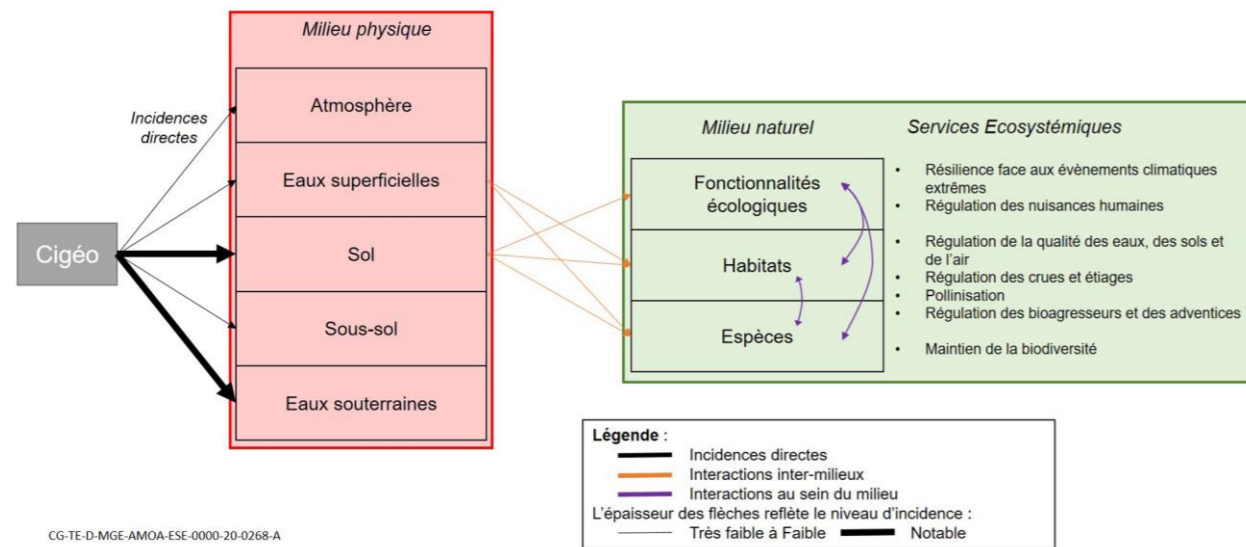 Milieu physique
Atmosphère
Incidences
directes
Eaux superficielles
Cigéo
Sol
Sous-sol
Eaux souterraines
Milieu naturel
Services Ecosystémiques
Fonctionnalités
écologiques
Habitats
Espèces
• Résilience face aux évènements climatiques
extrêmes
• Régulation des nuisances humaines
• Régulation de la qualité des eaux, des sols et
de l'air
• Régulation des crues et étiages
• Pollinisation
• Régulation des bioagresseurs et des adventices
• Maintien de la biodiversité
Légende :
Incidences directes
Interactions inter-milieux
Interactions au sein du milieu
L'épaisseur des flèches reflète le niveau d'incidence :
Très faible à Faible
Notable
CG-TE-D-MGE-AMOA-ESE-0000-20-0268-A